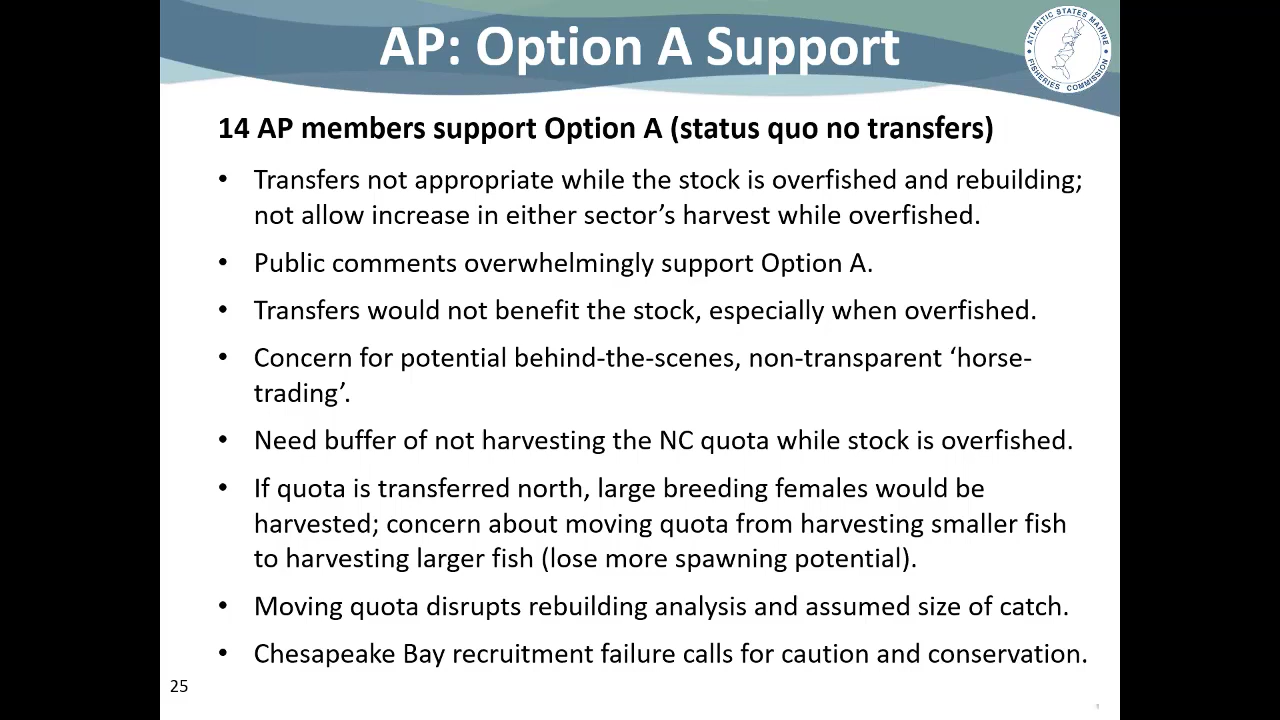 AP: Option A Support
ATLANTIC STATES MARINE
FISHERIES COMMISSION
14 AP members support Option A (status quo no transfers)
• Transfers not appropriate while the stock is overfished and rebuilding;
not allow increase in either sector’s harvest while overfished.
• Public comments overwhelmingly support Option A.
• Transfers would not benefit the stock, especially when overfished.
• Concern for potential behind-the-scenes, non-transparent ‘horse-
trading’.
• Need buffer of not harvesting the NC quota while stock is overfished.
• If quota is transferred north, large breeding females would be
harvested; concern about moving quota from harvesting smaller fish
to harvesting larger fish (lose more spawning potential).
• Moving quota disrupts rebuilding analysis and assumed size of catch.
• Chesapeake Bay recruitment failure calls for caution and conservation.
25